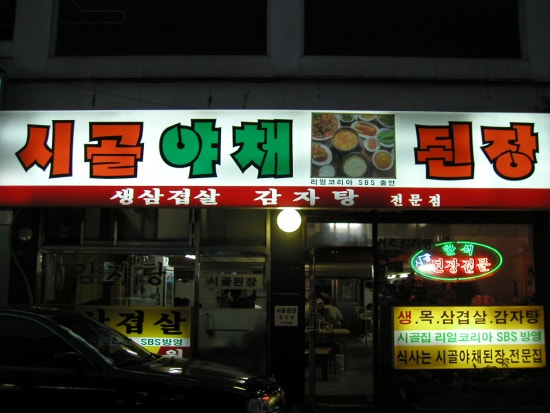 시골 야채 된장
리얼코리아 SBS 출연
생삼겹살 감자탕 전문점
감자탕
시골된장
한식
된장전문
삼겹살
SBS 방영
생.목.삼겹살.감자탕
시골집 리얼코리아 SBS 방영
식사는 시골야채된장 전문집